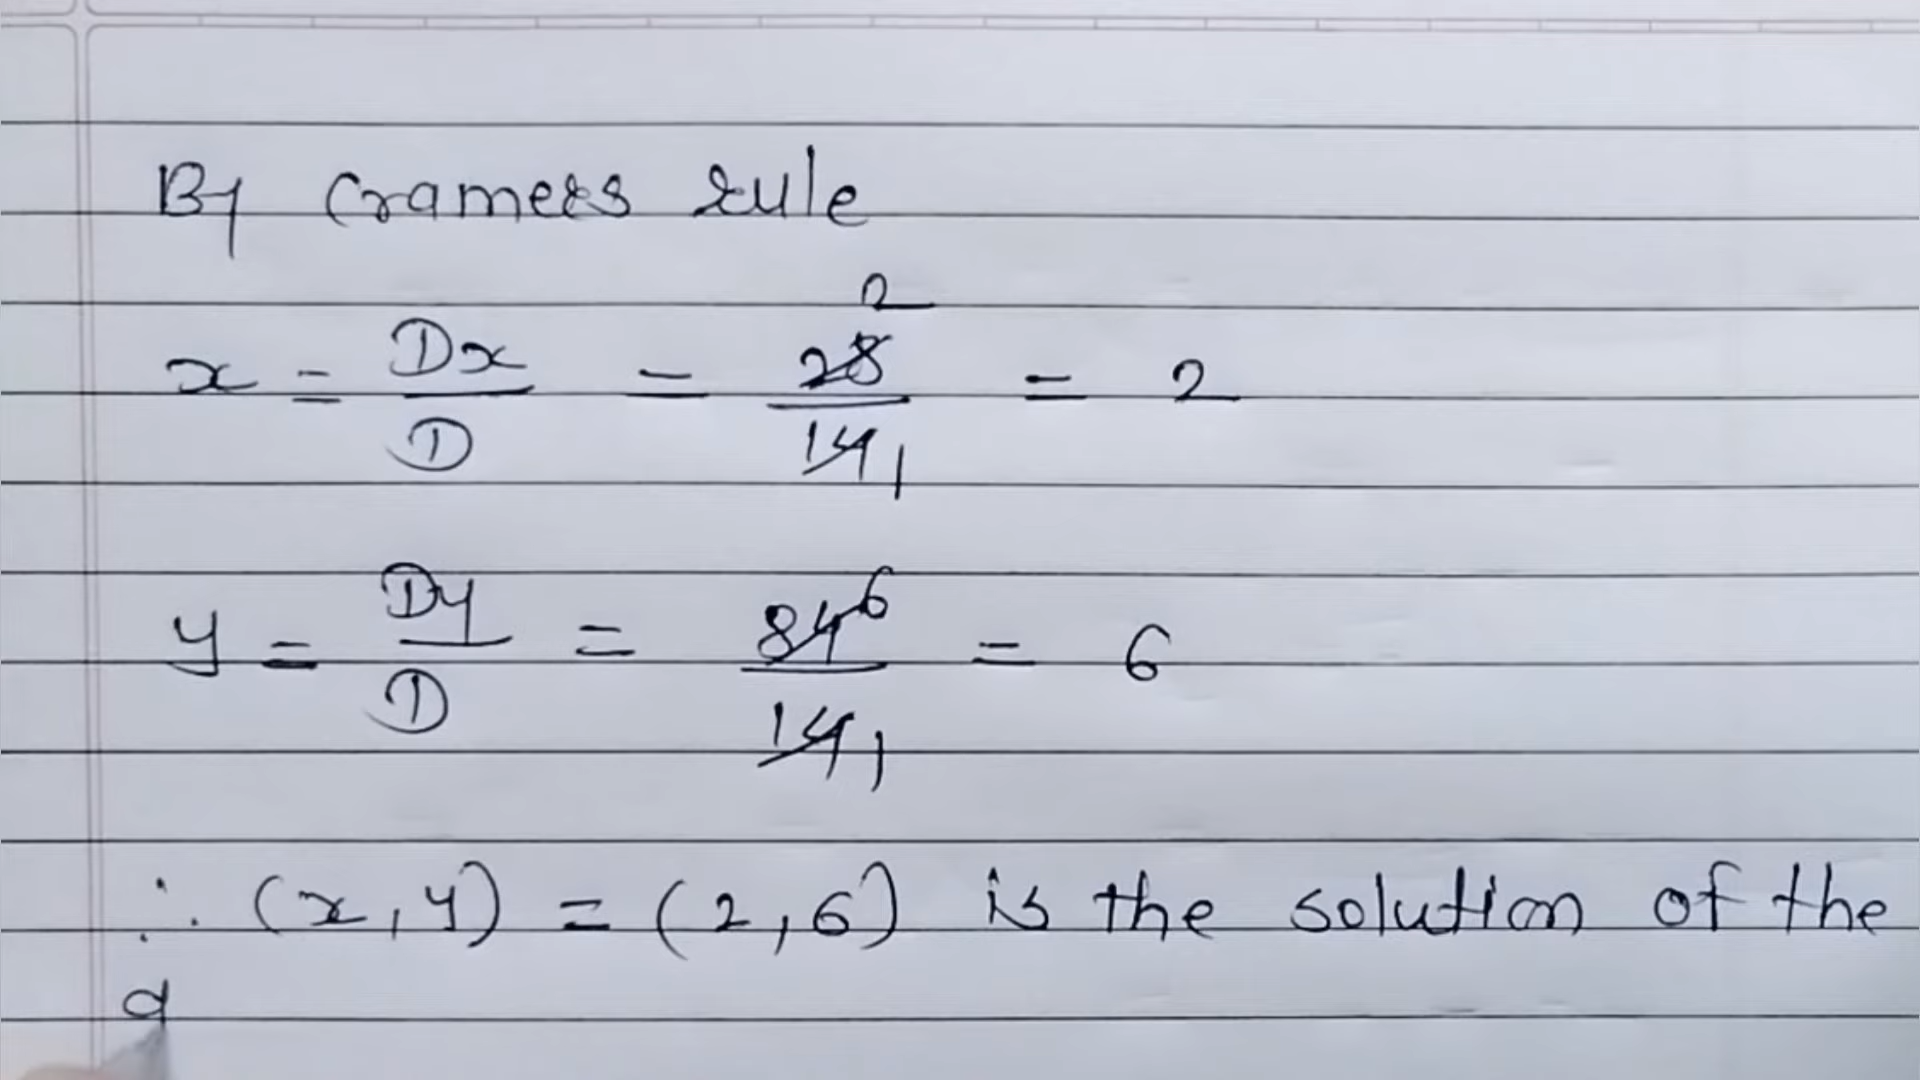 By Cramers rule
x = Dx/D = 28/14 = 2
y = Dy/D = 84/14 = 6
∴ (x, y) = (2, 6) is the solution of the